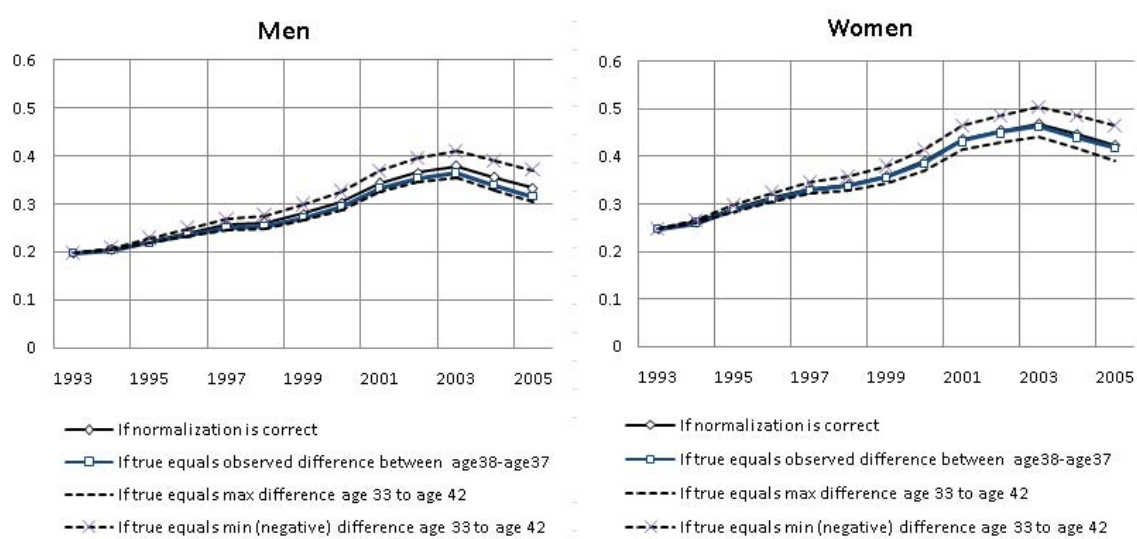 Men
0.6
0.5
0.4
0.3
0.2
0.1
0
1993 1995 1997 1999 2001 2003 2005
If normalization is correct
If true equals observed difference between age38-age37
If true equals max difference age 33 to age 42
If true equals min (negative) difference age 33 to age 42
Women
0.6
0.5
0.4
0.3
0.2
0.1
0
1993 1995 1997 1999 2001 2003 2005
If normalization is correct
If true equals observed difference between age38-age37
If true equals max difference age 33 to age 42
If true equals min (negative) difference age 33 to age 42